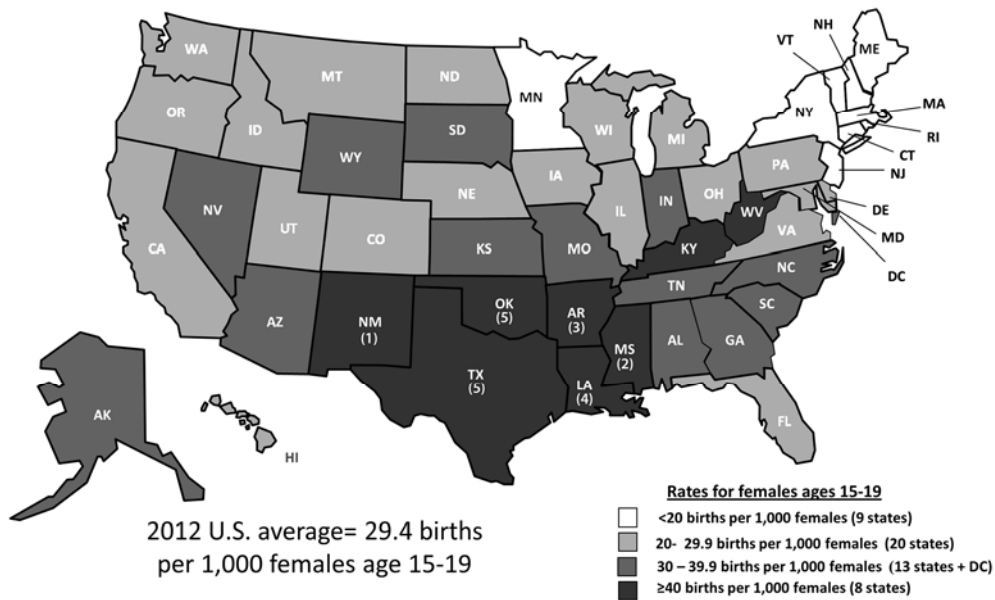 NH
VT
ME
WA
MT
ND
MN
OR
ID
SD
WI
MI
NY
MA
RI
CT
NJ
WY
IA
PA
NE
NV
UT
CO
IL
IN
OH
WV
VA
DE
MD
DC
CA
KS
MO
KY
NC
TN
SC
AZ
NM
(1)
OK
(5)
AR
(3)
MS
(2)
AL
GA
TX
(5)
LA
(4)
FL
AK
HI
2012 U.S. average= 29.4 births
per 1,000 females age 15-19
Rates for females ages 15-19
<20 births per 1,000 females (9 states)
20- 29.9 births per 1,000 females (20 states)
30 – 39.9 births per 1,000 females (13 states + DC)
≥40 births per 1,000 females (8 states)